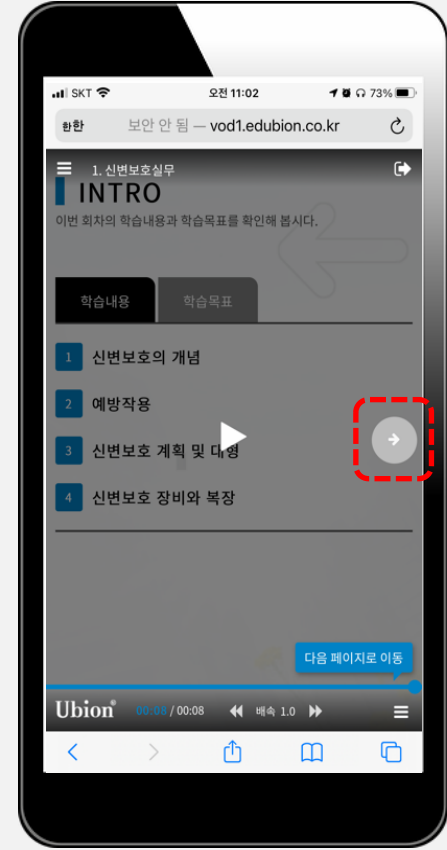 SKT 오전 11:02 73%
한한 보안 안 됨 — vod1.edubion.co.kr
1. 신변보호실무
INTRO
이번 회차의 학습내용과 학습목표를 확인해 봅시다.
학습내용 학습목표
1 신변보호의 개념
2 예방작용
3 신변보호 계획 및 대형
4 신변보호 장비와 복장
다음 페이지로 이동
Ubion® 00:08 / 00:08 배속 1.0